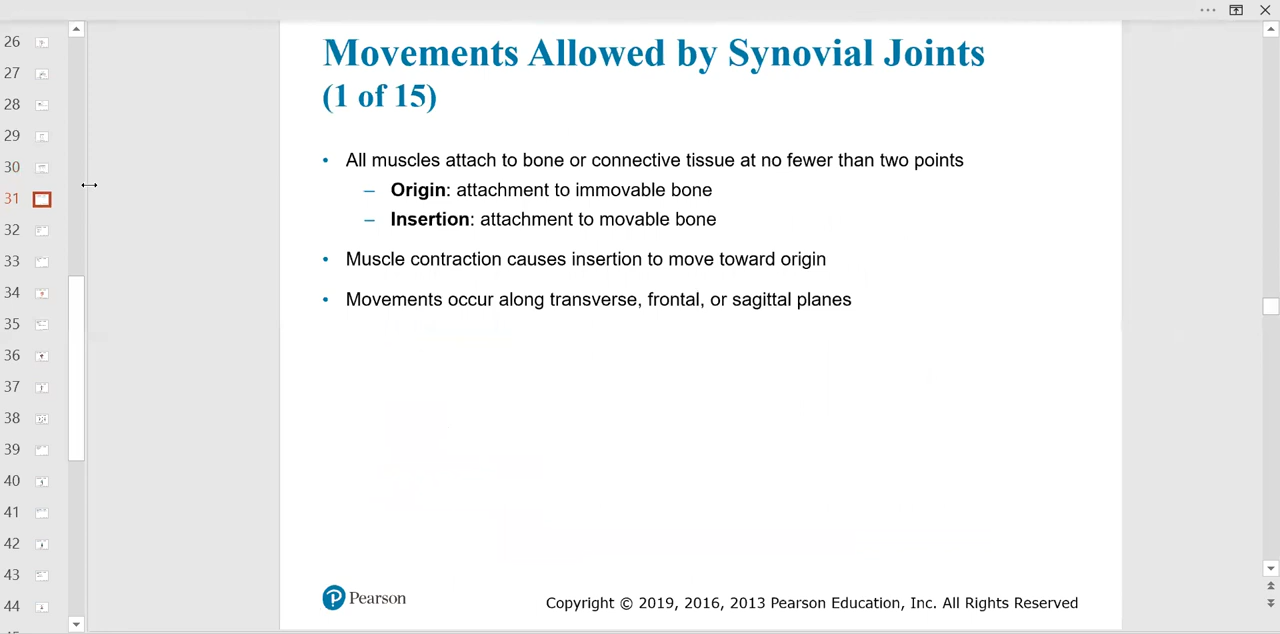 Movements Allowed by Synovial Joints
(1 of 15)
• All muscles attach to bone or connective tissue at no fewer than two points
– Origin: attachment to immovable bone
– Insertion: attachment to movable bone
• Muscle contraction causes insertion to move toward origin
• Movements occur along transverse, frontal, or sagittal planes
Pearson
Copyright © 2019, 2016, 2013 Pearson Education, Inc. All Rights Reserved
26
27
28
29
30
31
32
33
34
35
36
37
38
39
40
41
42
43
44